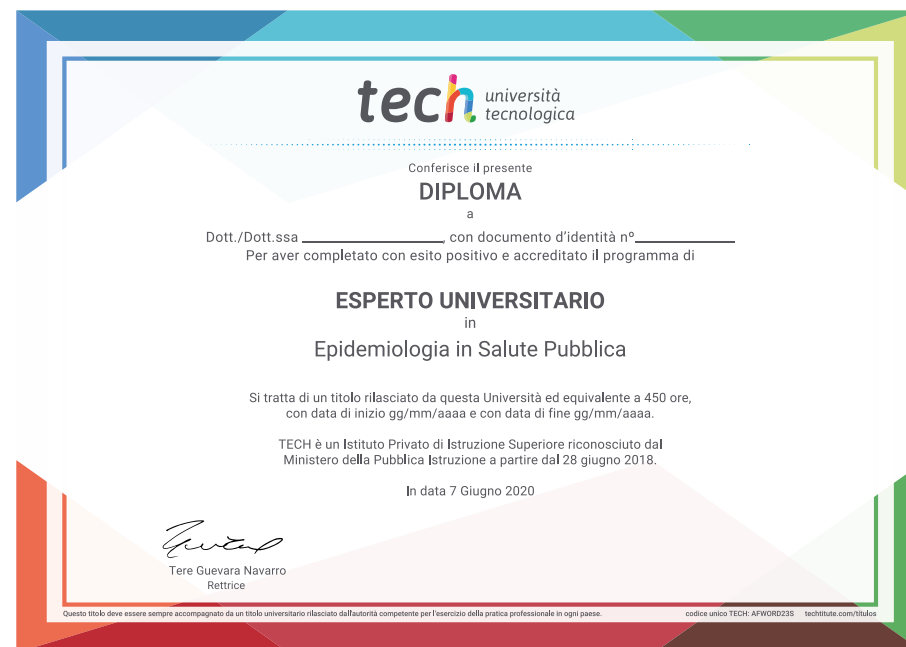 tech università
tecnologica
Conferisce il presente
DIPLOMA
a
Dott./Dott.ssa ____________, con documento d'identità nº____________
Per aver completato con esito positivo e accreditato il programma di
ESPERTO UNIVERSITARIO
in
Epidemiologia in Salute Pubblica
Si tratta di un titolo rilasciato da questa Università ed equivalente a 450 ore,
con data di inizio gg/mm/aaaa e con data di fine gg/mm/aaaa.
TECH è un Istituto Privato di Istruzione Superiore riconosciuto dal
Ministero della Pubblica Istruzione a partire dal 28 giugno 2018.
In data 7 Giugno 2020
Tere Guevara Navarro
Rettrice
Questo titolo deve essere sempre accompagnato da un titolo universitario rilasciato dall'autorità competente per l'esercizio della pratica professionale in ogni paese. codice unico TECH: AFWORD23S techtitute.com/titulos